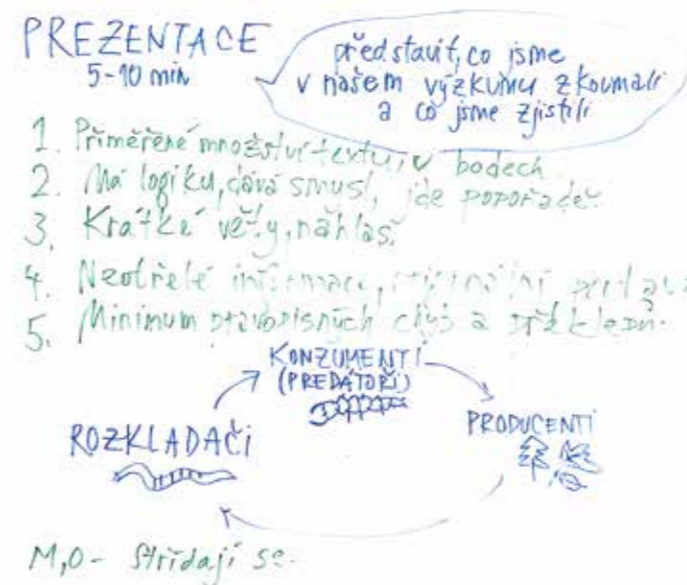 PREZENTACE
5-10 min
představit, co jsme
v našem výzkumu zkoumali
a co jsme zjistili
1. Přiměřené množství textu, v bodech
2. Má logiku, dává smysl, jde popořadě.
3. Krátké věty, nahlas.
4. Neotřelé informace, originální
5. Minimum pravopisných chyb a překlepů.
KONZUMENTI
(PREDÁTOŘI)
ROZKLADAČI
PRODUCENTI
M,O - Střídají se.